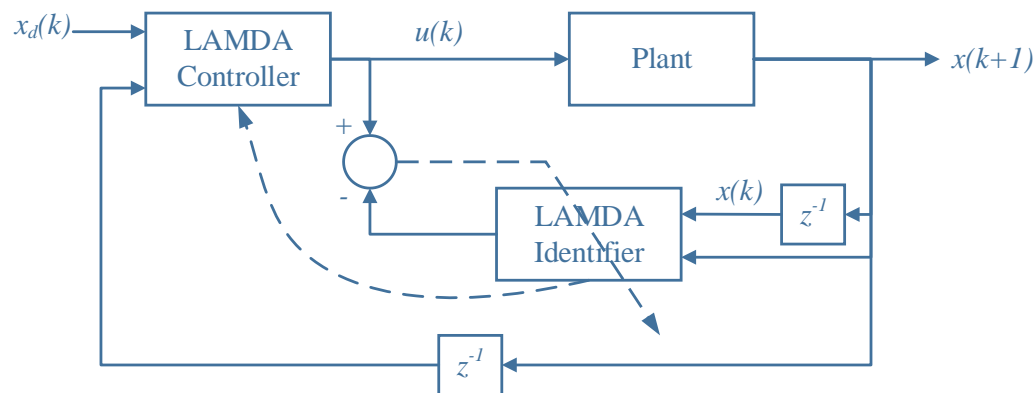 x_d(k)
LAMDA
Controller
u(k)
Plant
x(k+1)
+
-
LAMDA
Identifier
x(k)
z^{-1}
z^{-1}